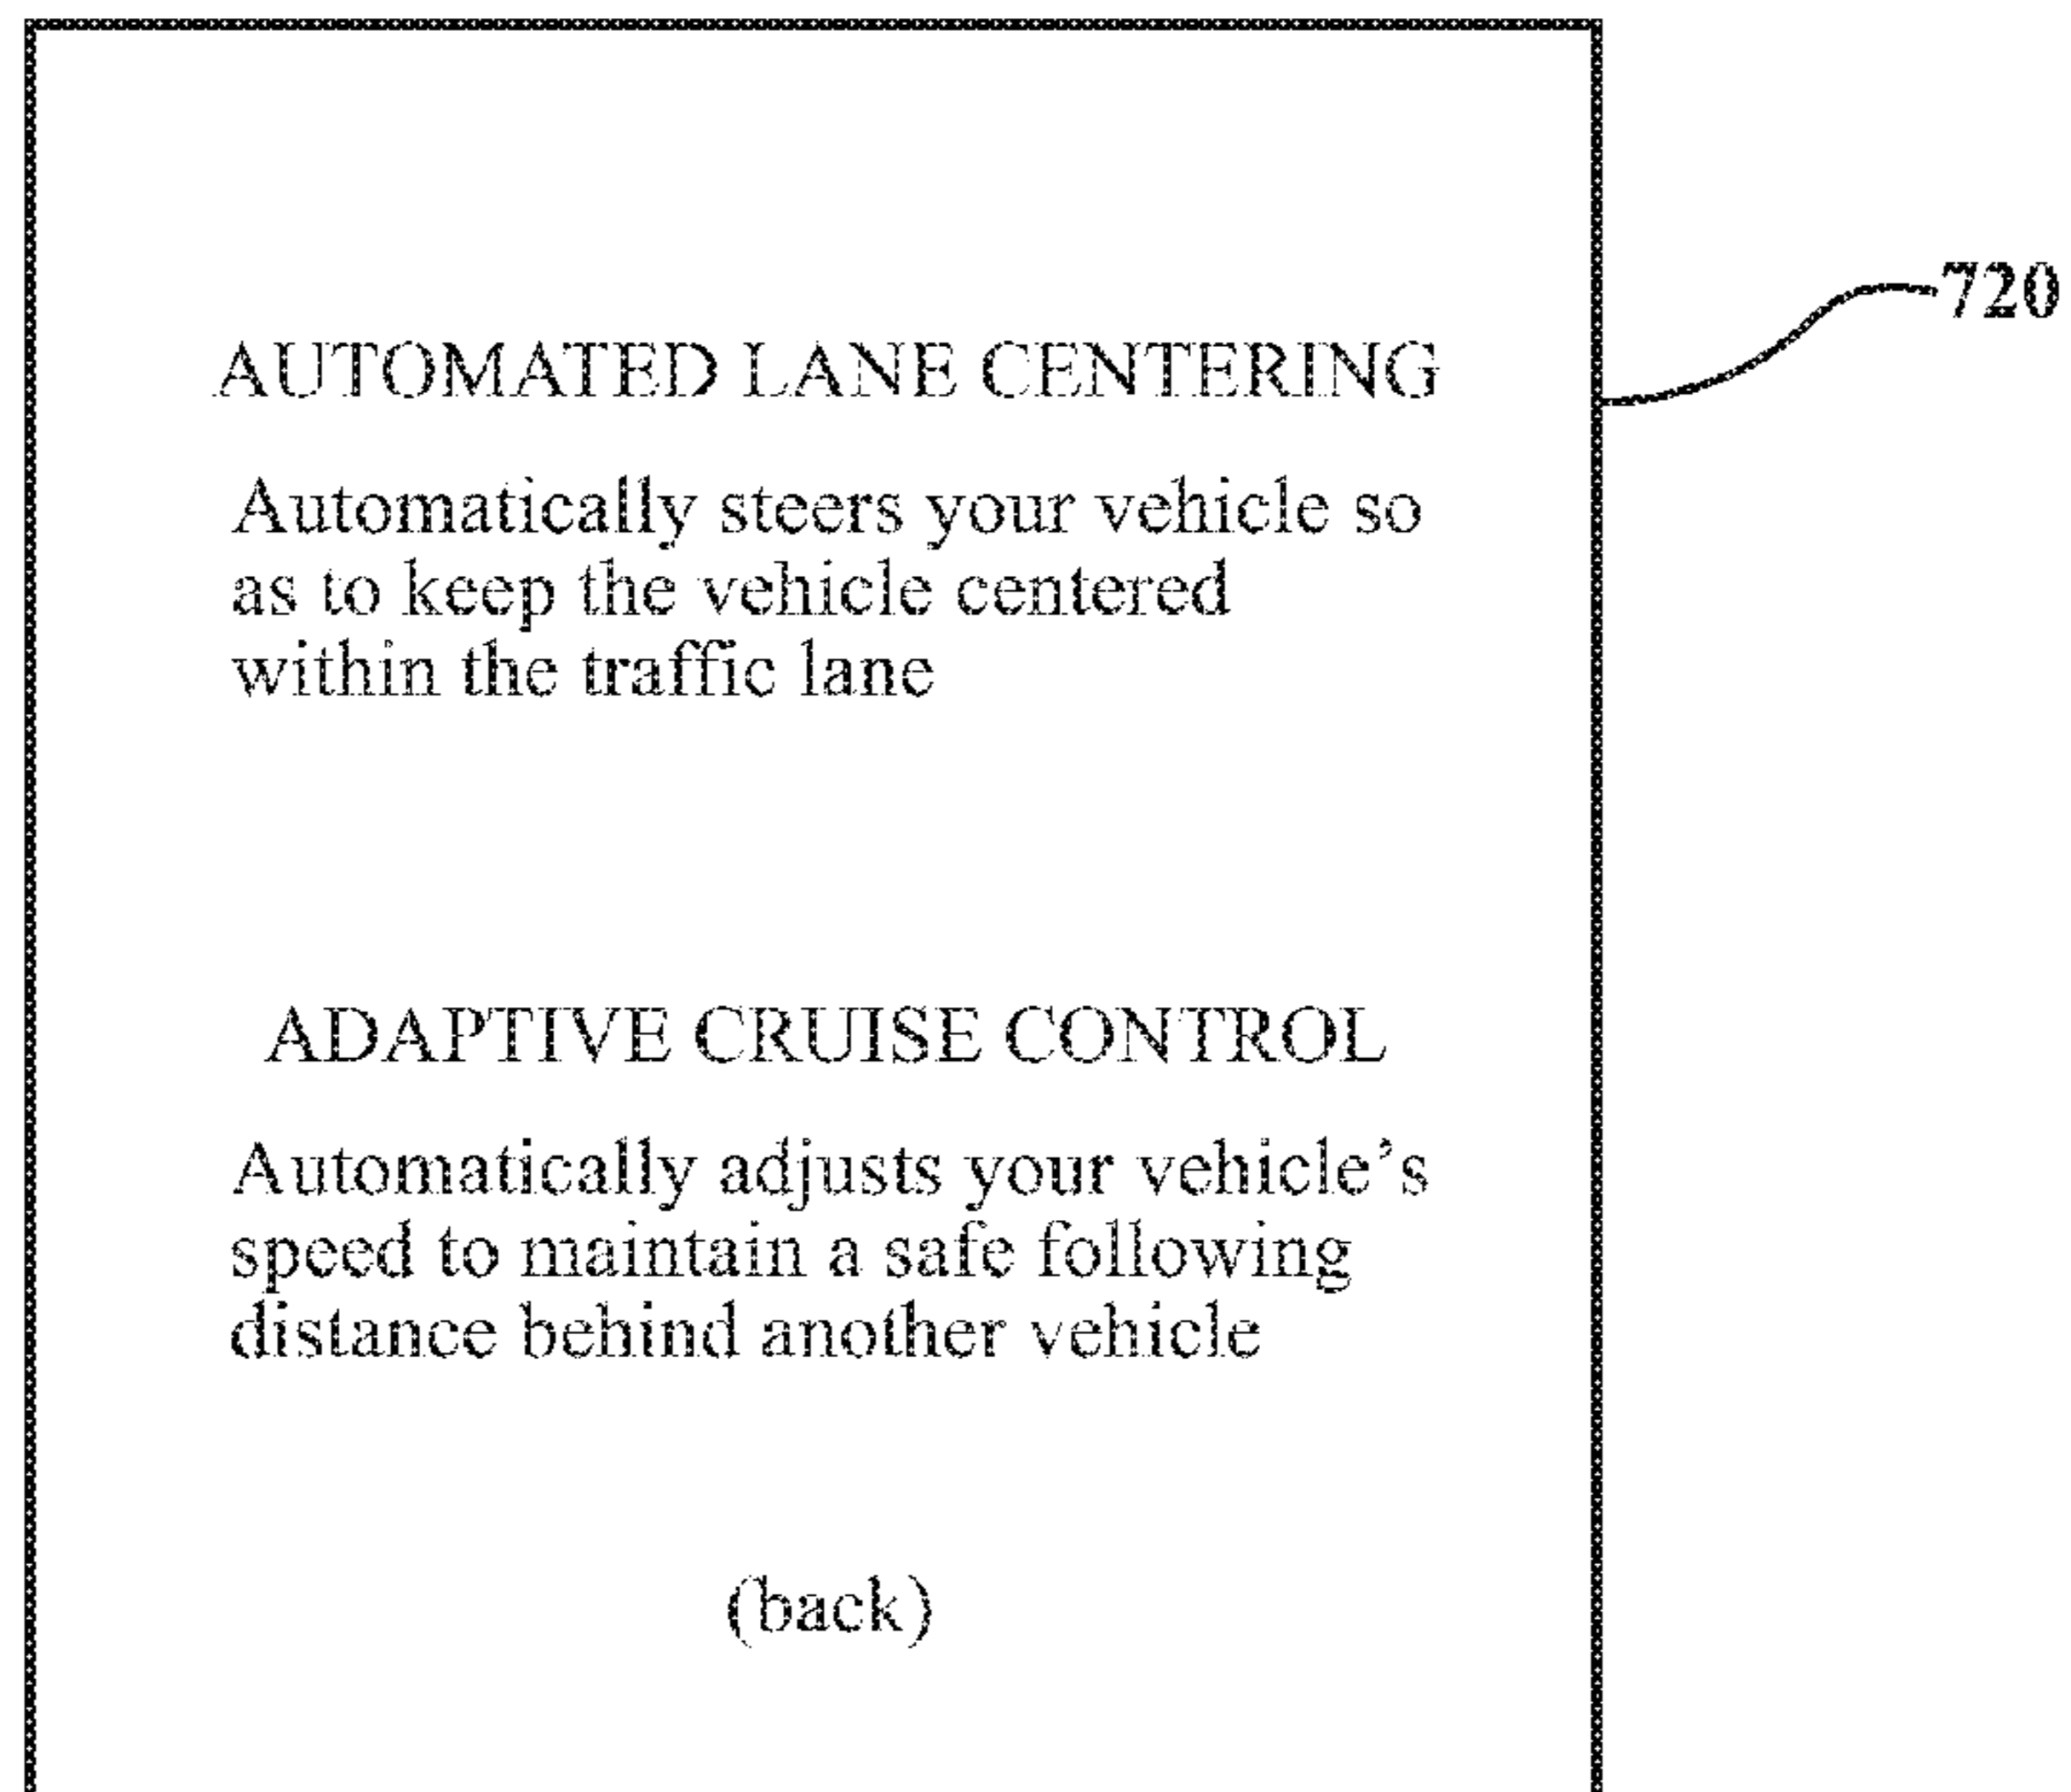 720
AUTOMATED LANE CENTERING
Automatically steers your vehicle so
as to keep the vehicle centered
within the traffic lane
ADAPTIVE CRUISE CONTROL
Automatically adjusts your vehicle’s
speed to maintain a safe following
distance behind another vehicle
(back)